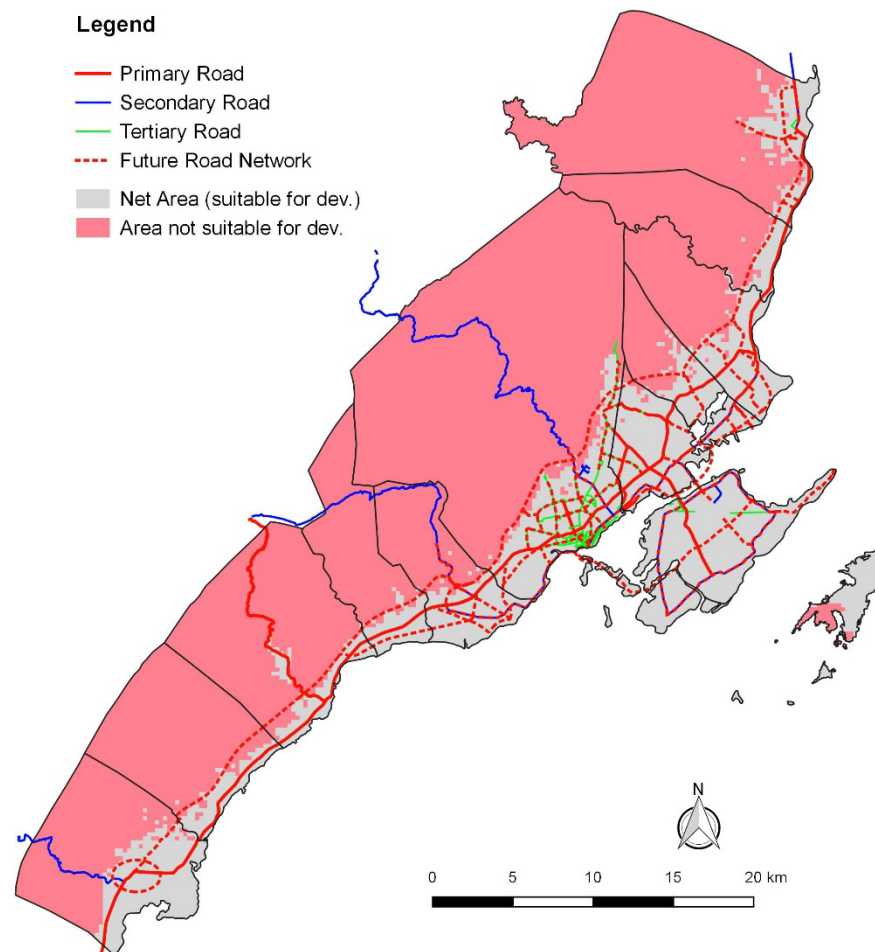 Legend
Primary Road
Secondary Road
Tertiary Road
Future Road Network
Net Area (suitable for dev.)
Area not suitable for dev.
N
0 5 10 15 20 km